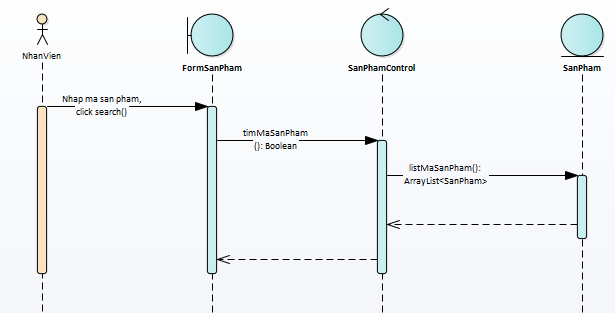 NhanVien
FormSanPham
SanPhamControl
SanPham
Nhap ma san pham,
click search()
timMaSanPham
(): Boolean
listMaSanPham():
ArrayList<SanPham>